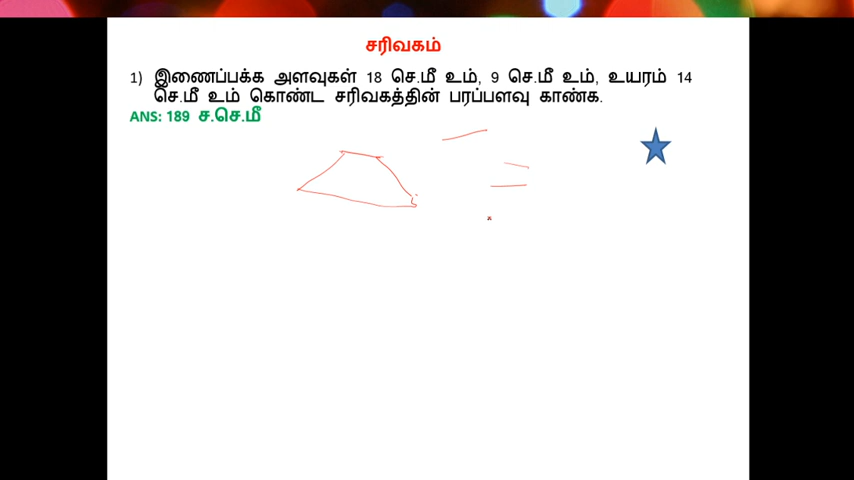 சரிவகம்
1) இணைப்பக்க அளவுகள் 18 செ.மீ உம், 9 செ.மீ உம், உயரம் 14
செ.மீ உம் கொண்ட சரிவகத்தின் பரப்பளவு காண்க.
ANS: 189 ச.செ.மீ